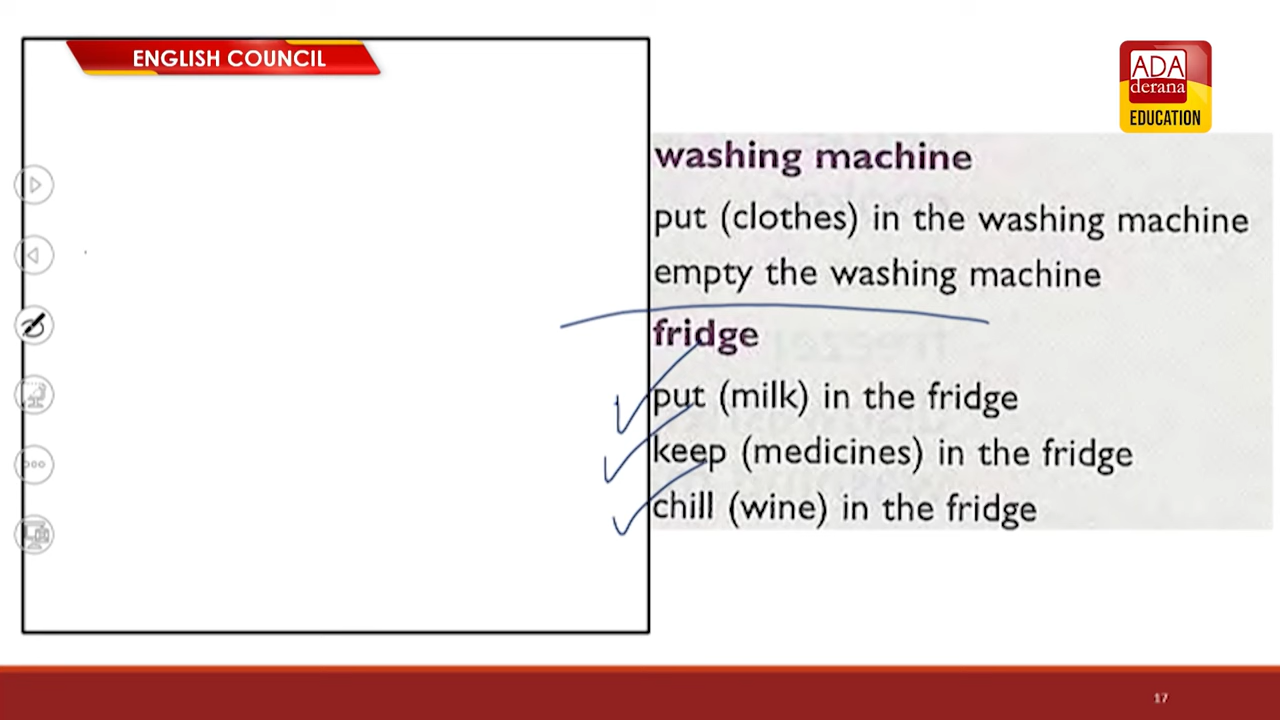 ENGLISH COUNCIL
ADA
derana
EDUCATION
washing machine
put (clothes) in the washing machine
empty the washing machine
fridge
put (milk) in the fridge
keep (medicines) in the fridge
chill (wine) in the fridge
17